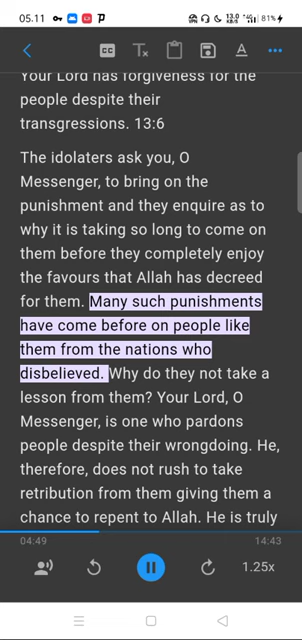 05.11
13.0
KB/S
4G
81%
CC
A
Your Lord has forgiveness for the
people despite their
transgressions. 13:6
The idolaters ask you, O
Messenger, to bring on the
punishment and they enquire as to
why it is taking so long to come on
them before they completely enjoy
the favours that Allah has decreed
for them. Many such punishments
have come before on people like
them from the nations who
disbelieved. Why do they not take a
lesson from them? Your Lord, O
Messenger, is one who pardons
people despite their wrongdoing. He,
therefore, does not rush to take
retribution from them giving them a
chance to repent to Allah. He is truly
04:49
14:43
1.25x